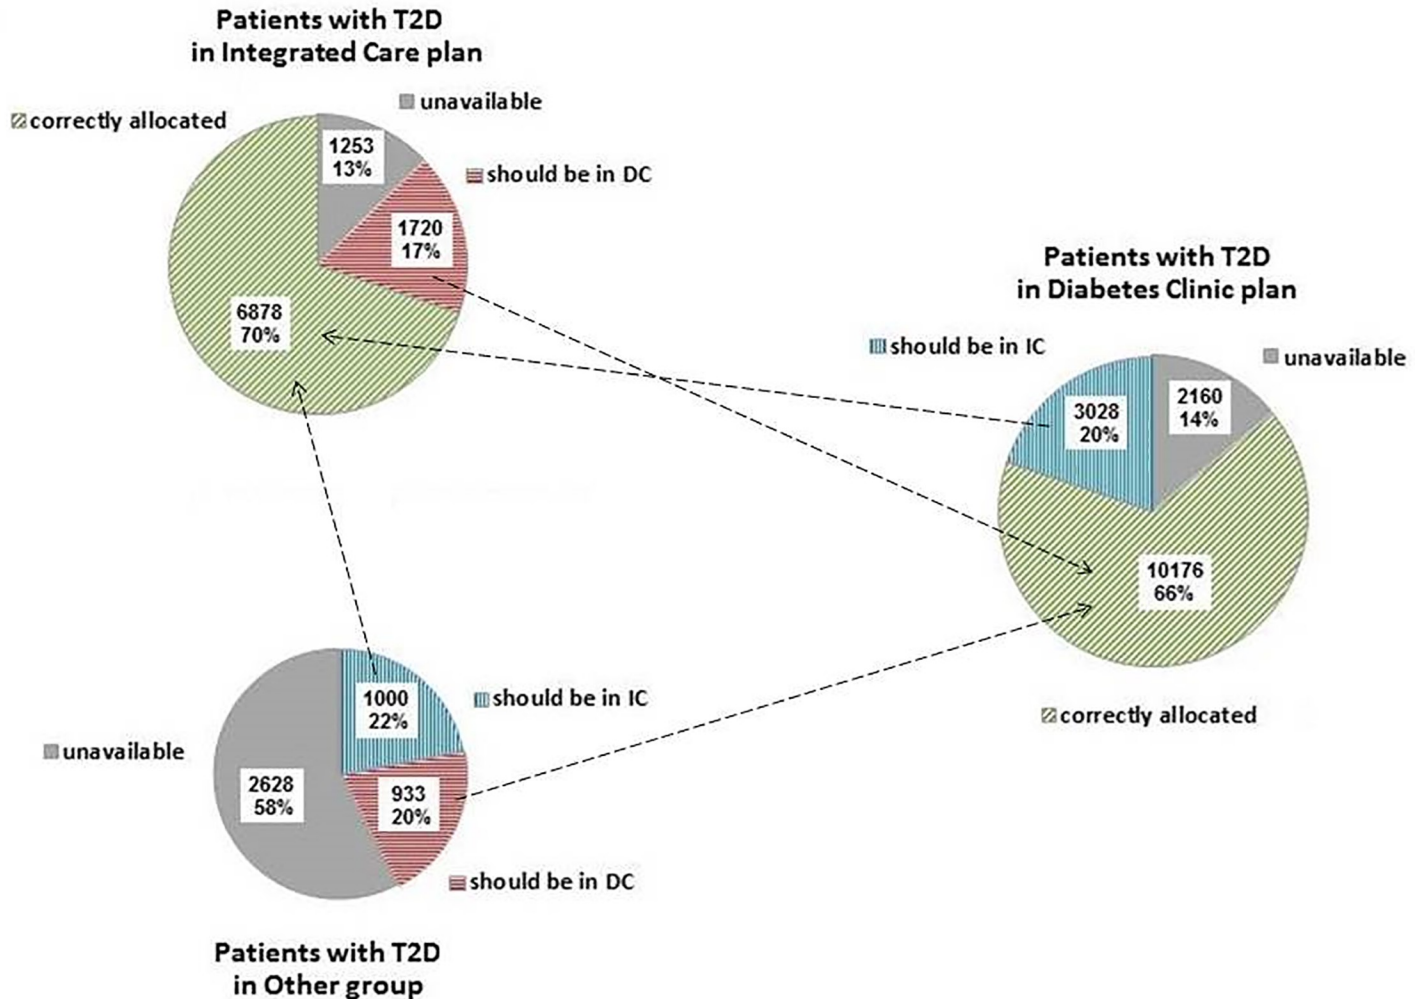 Patients with T2D
in Integrated Care plan
unavailable
correctly allocated
1253
13%
should be in DC
1720
17%
6878
70%
Patients with T2D
in Diabetes Clinic plan
should be in IC
unavailable
3028
20%
2160
14%
10176
66%
correctly allocated
1000
22%
should be in IC
unavailable
2628
58%
933
20%
should be in DC
Patients with T2D
in Other group